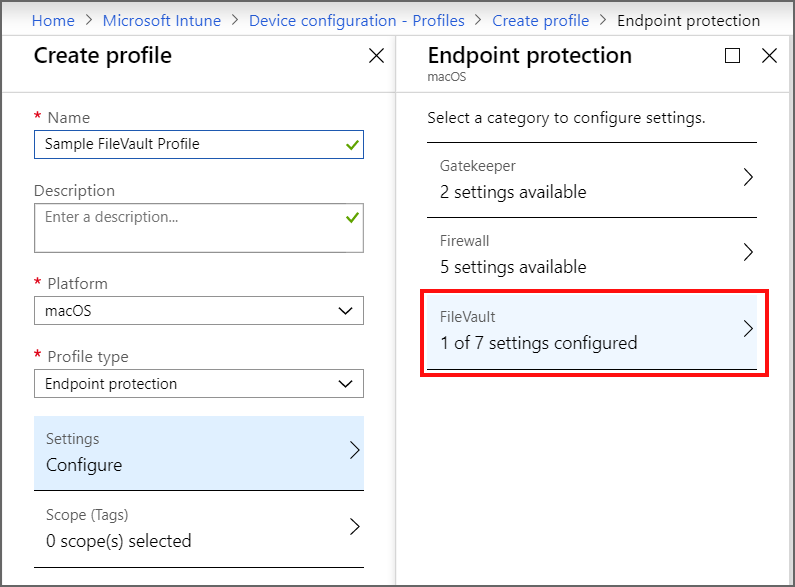 Home > Microsoft Intune > Device configuration - Profiles > Create profile > Endpoint protection
Create profile
* Name
Sample FileVault Profile
Description
Enter a description...
* Platform
macOS
* Profile type
Endpoint protection
Settings
Configure
Scope (Tags)
0 scope(s) selected
Endpoint protection
macOS
Select a category to configure settings.
Gatekeeper
2 settings available
Firewall
5 settings available
FileVault
1 of 7 settings configured